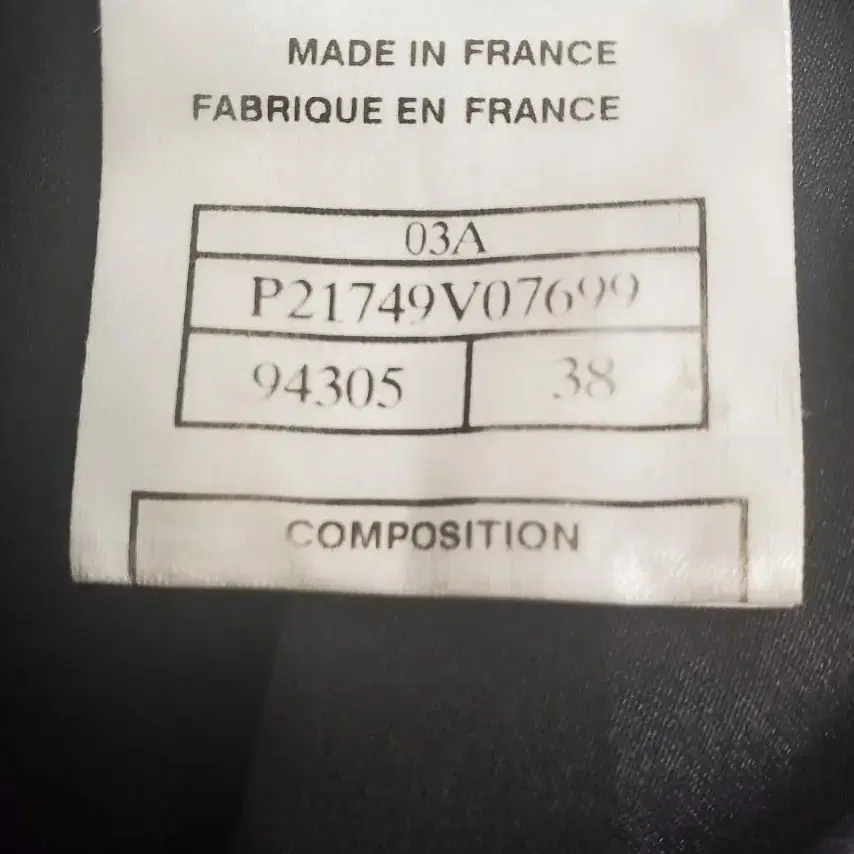 MADE IN FRANCE
FABRIQUE EN FRANCE
03A
P21749V07699
94305 38
COMPOSITION